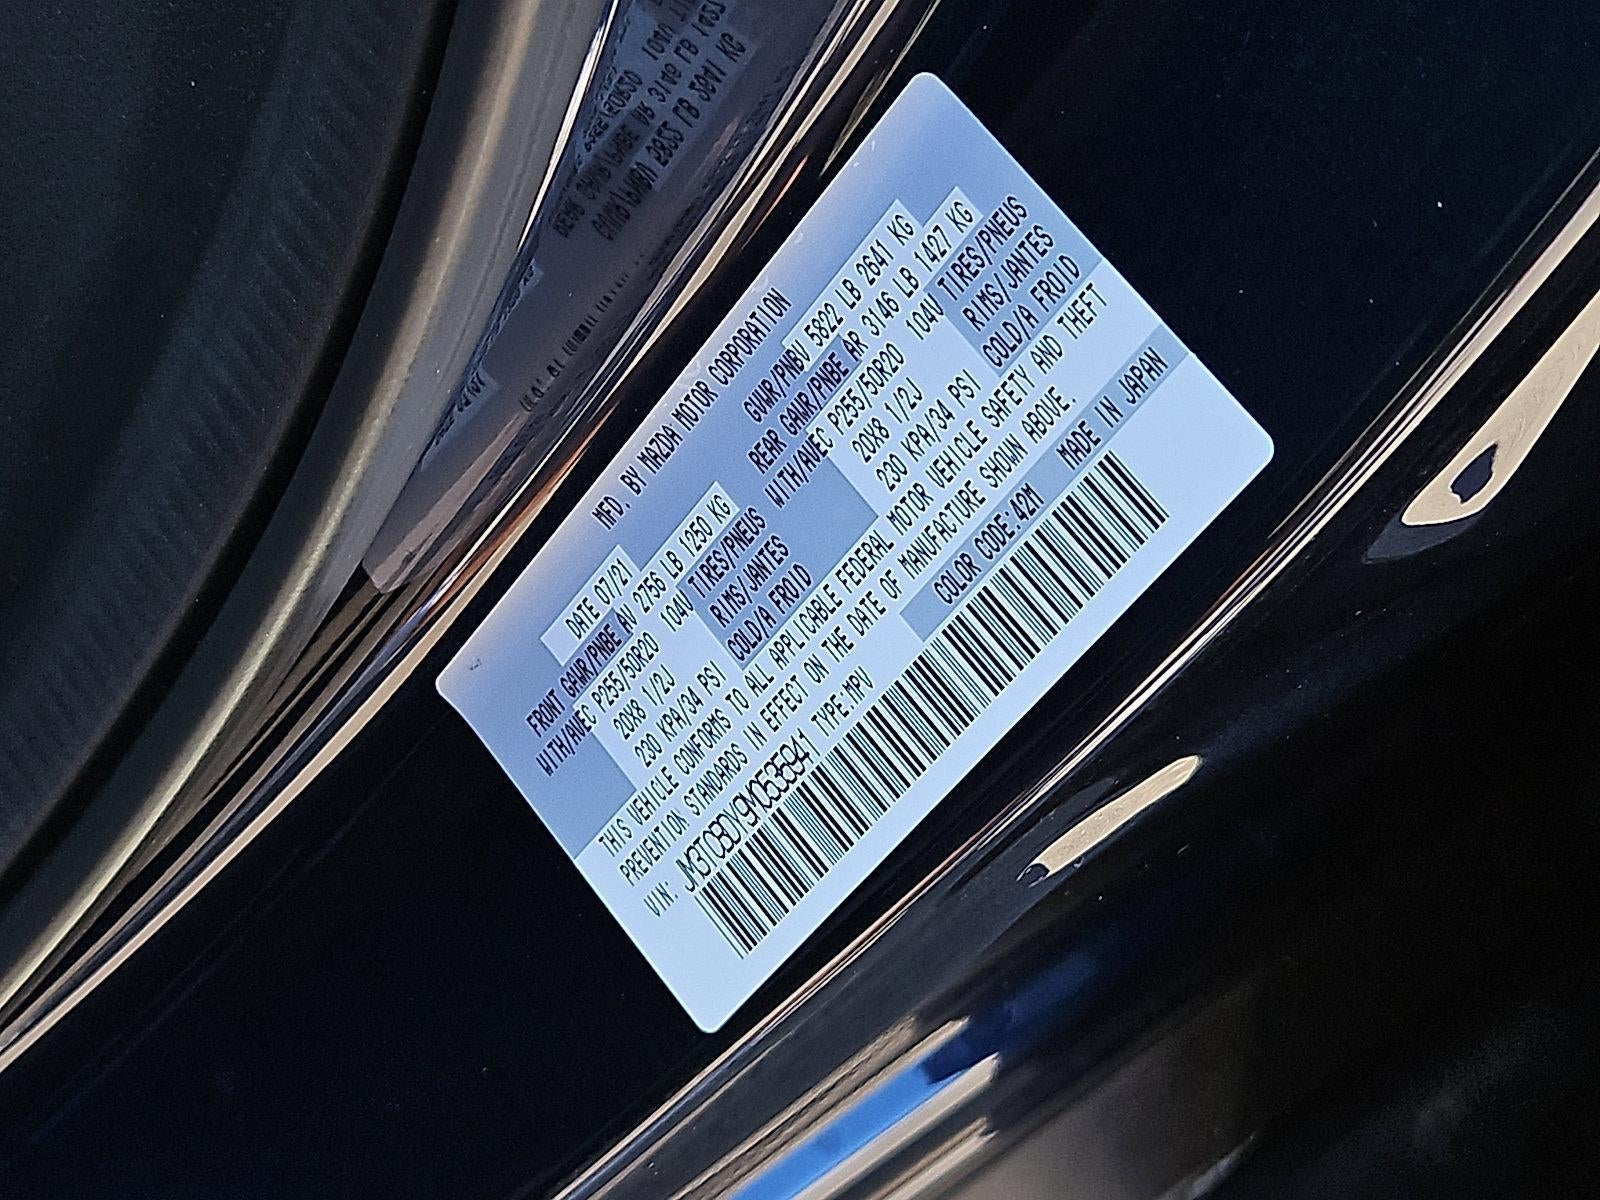 MFD. BY MAZDA MOTOR CORPORATION
DATE 07/21 GVWR/PNBV 5822 LB 2641 KG
FRONT GAWR/PNBE AV 2756 LB 1250 KG REAR GAWR/PNBE AR 3146 LB 1427 KG
WITH/AVEC P255/50R20 104V TIRES/PNEUS WITH/AVEC P255/50R20 104V TIRES/PNEUS
20X8 1/2J RIMS/JANTES 20X8 1/2J RIMS/JANTES
230 KPA/34 PSI COLD/A FROID 230 KPA/34 PSI COLD/A FROID
THIS VEHICLE CONFORMS TO ALL APPLICABLE FEDERAL MOTOR VEHICLE SAFETY AND THEFT
PREVENTION STANDARDS IN EFFECT ON THE DATE OF MANUFACTURE SHOWN ABOVE.
VIN: JM3TCBDY9M0535941 TYPE:MPV COLOR CODE:42M MADE IN JAPAN